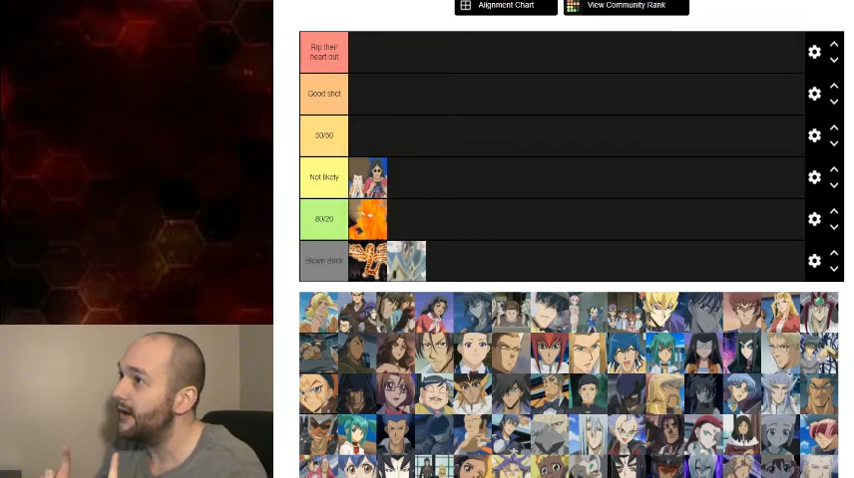 Alignment Chart
View Community Rank
Rip their
heart out
Good shot
50/50
Not likely
80/20
Blown Back